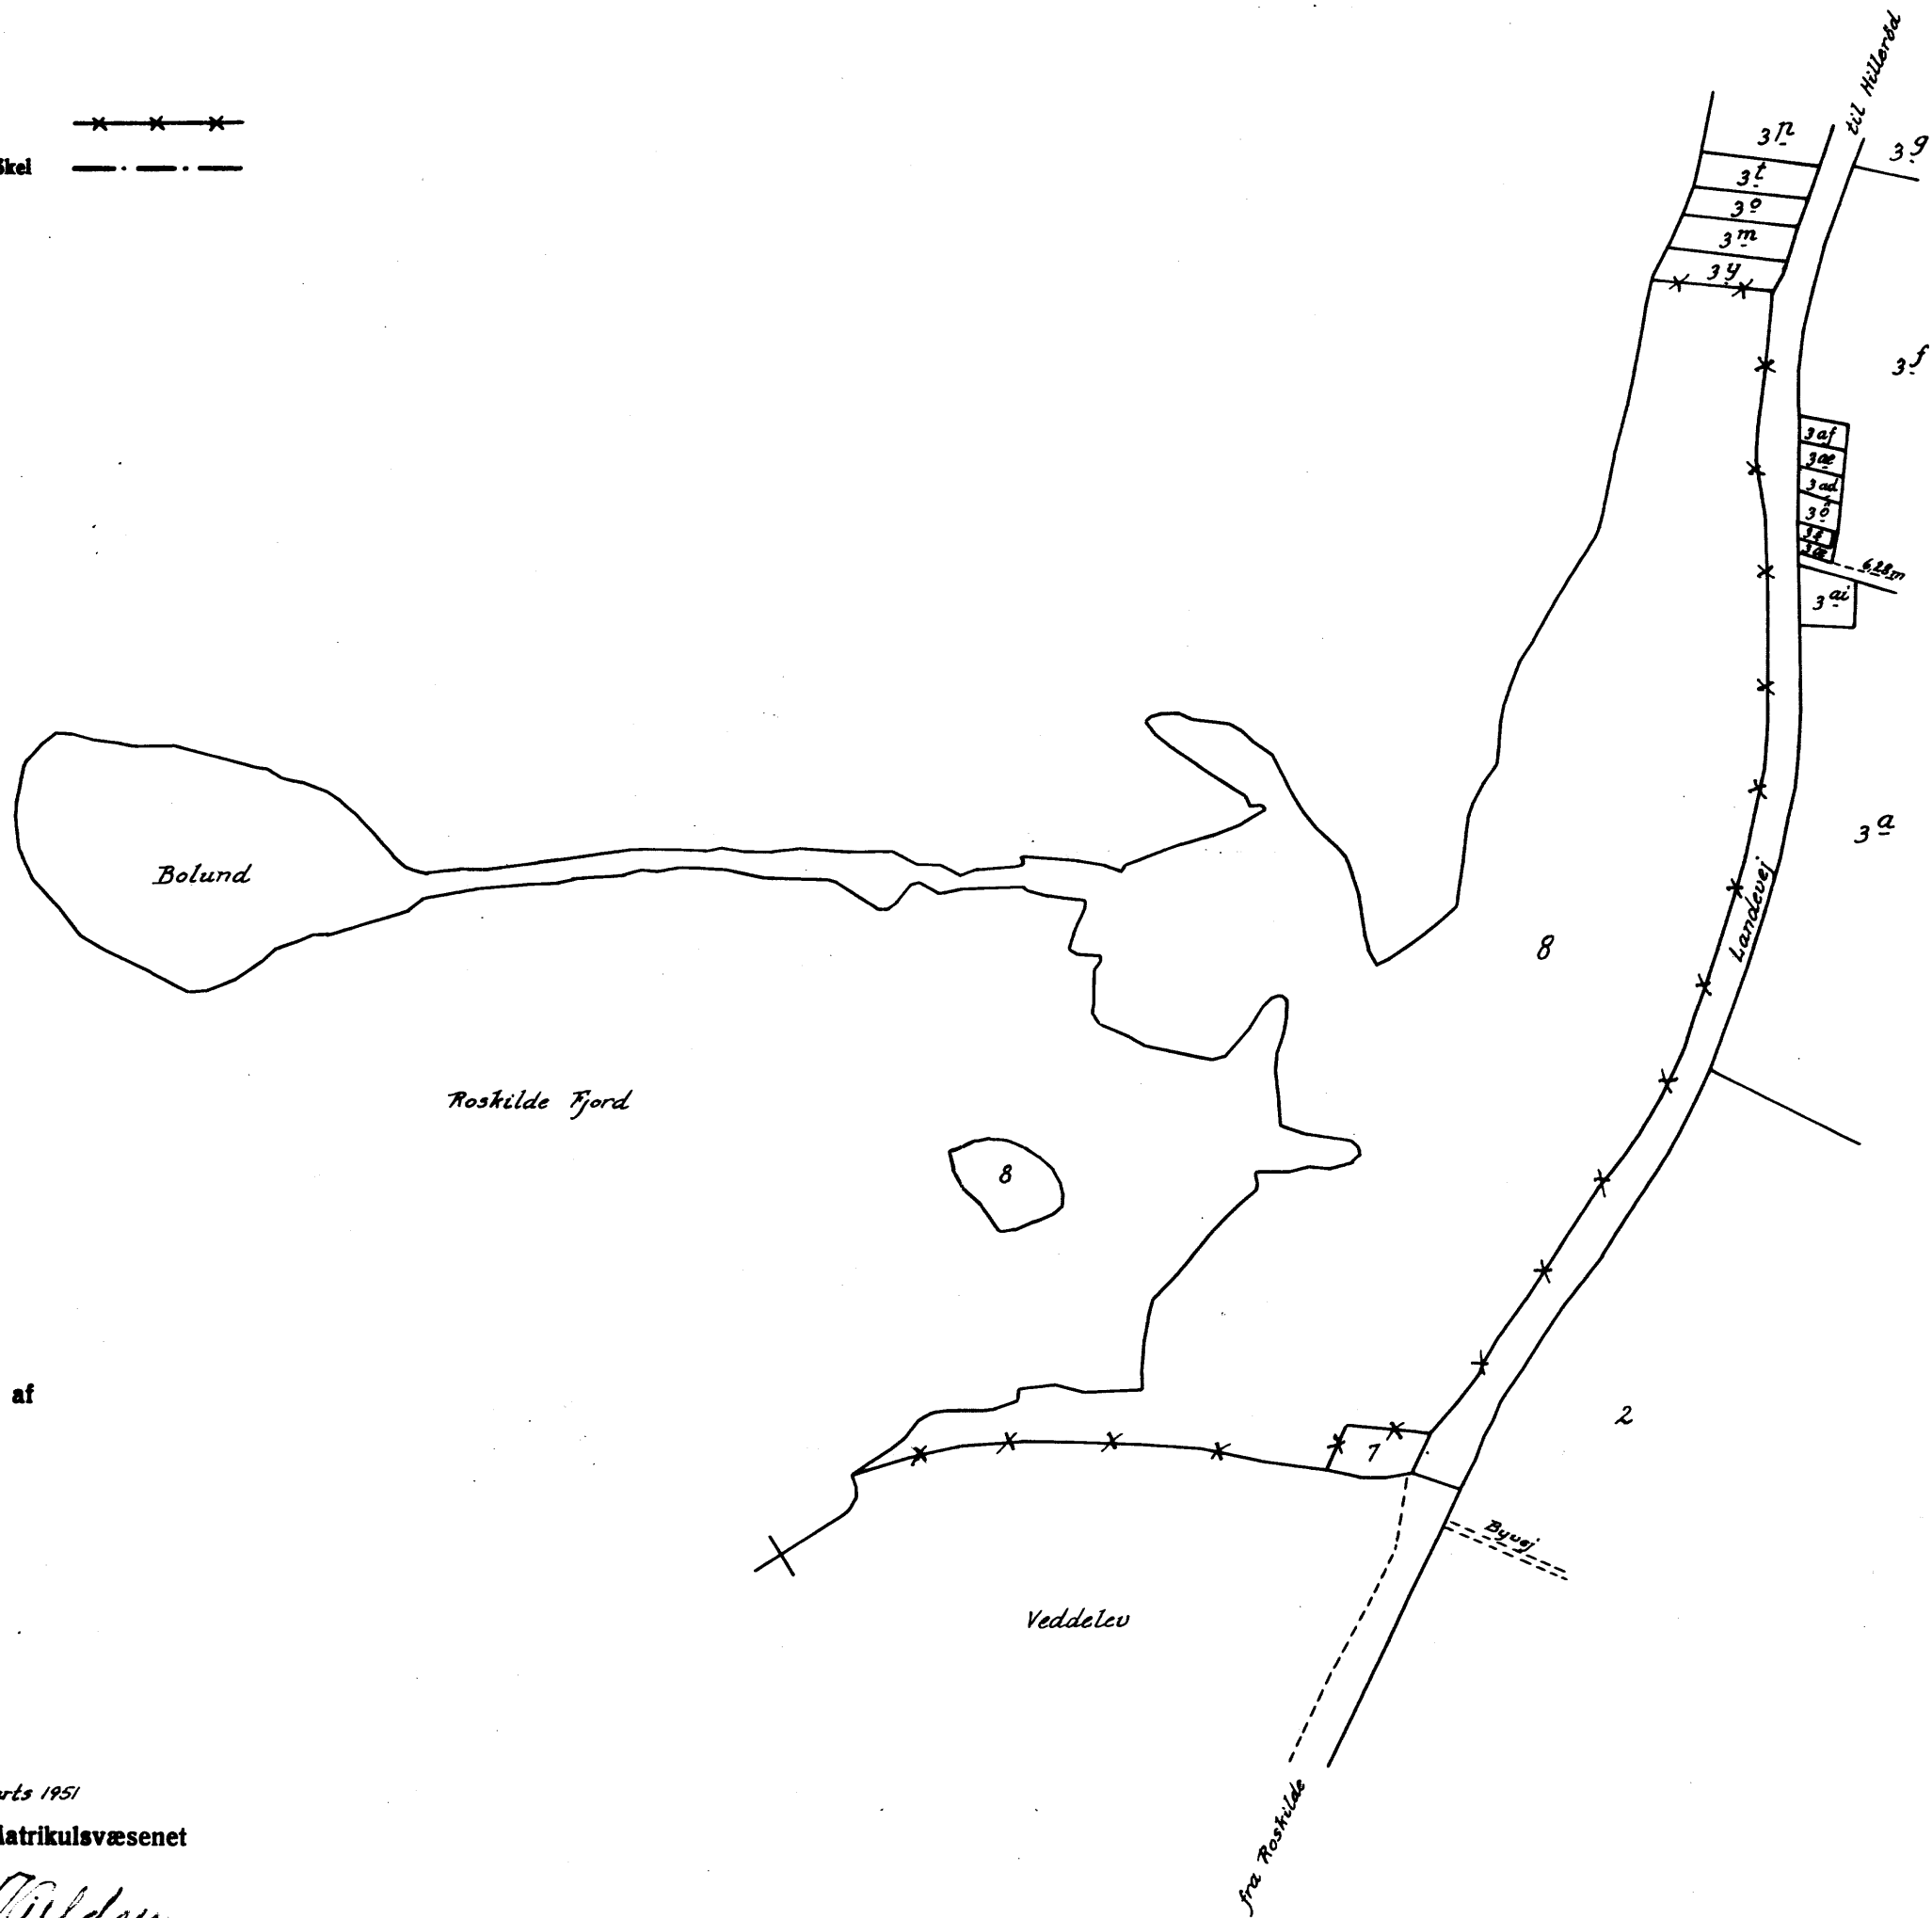 til Hillerød
3n
3g
Skel
3t
3o
3m
3y
3f
3af
3ae
3ad
3ø
6,28m
3ai
3a
Bolund
Landevej
8
Roskilde Fjord
8
af
2
7
Byvej
Veddelev
fra Roskilde
rts 1951
Matrikulsvæsenet